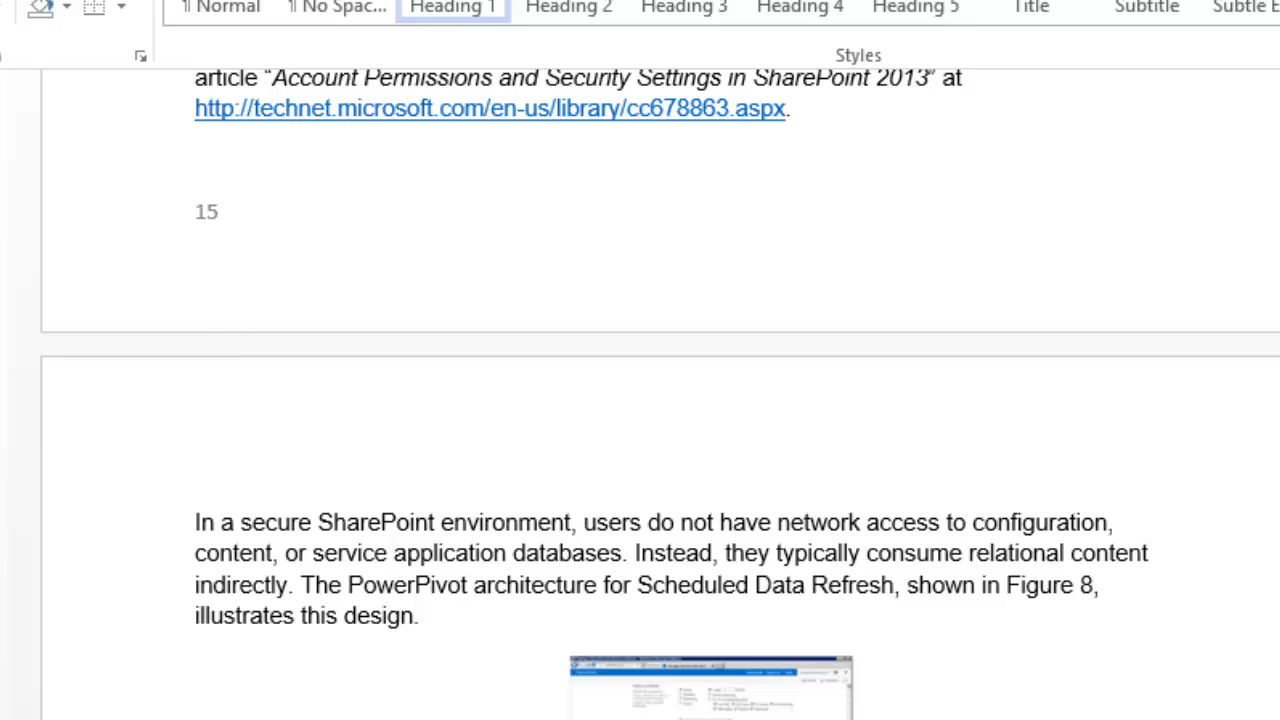 ¶ Normal ¶ No Spac... Heading 1 Heading 2 Heading 3 Heading 4 Heading 5 Title Subtitle Subtle E
Styles
article “Account Permissions and Security Settings in SharePoint 2013” at
http://technet.microsoft.com/en-us/library/cc678863.aspx.
15
In a secure SharePoint environment, users do not have network access to configuration,
content, or service application databases. Instead, they typically consume relational content
indirectly. The PowerPivot architecture for Scheduled Data Refresh, shown in Figure 8,
illustrates this design.